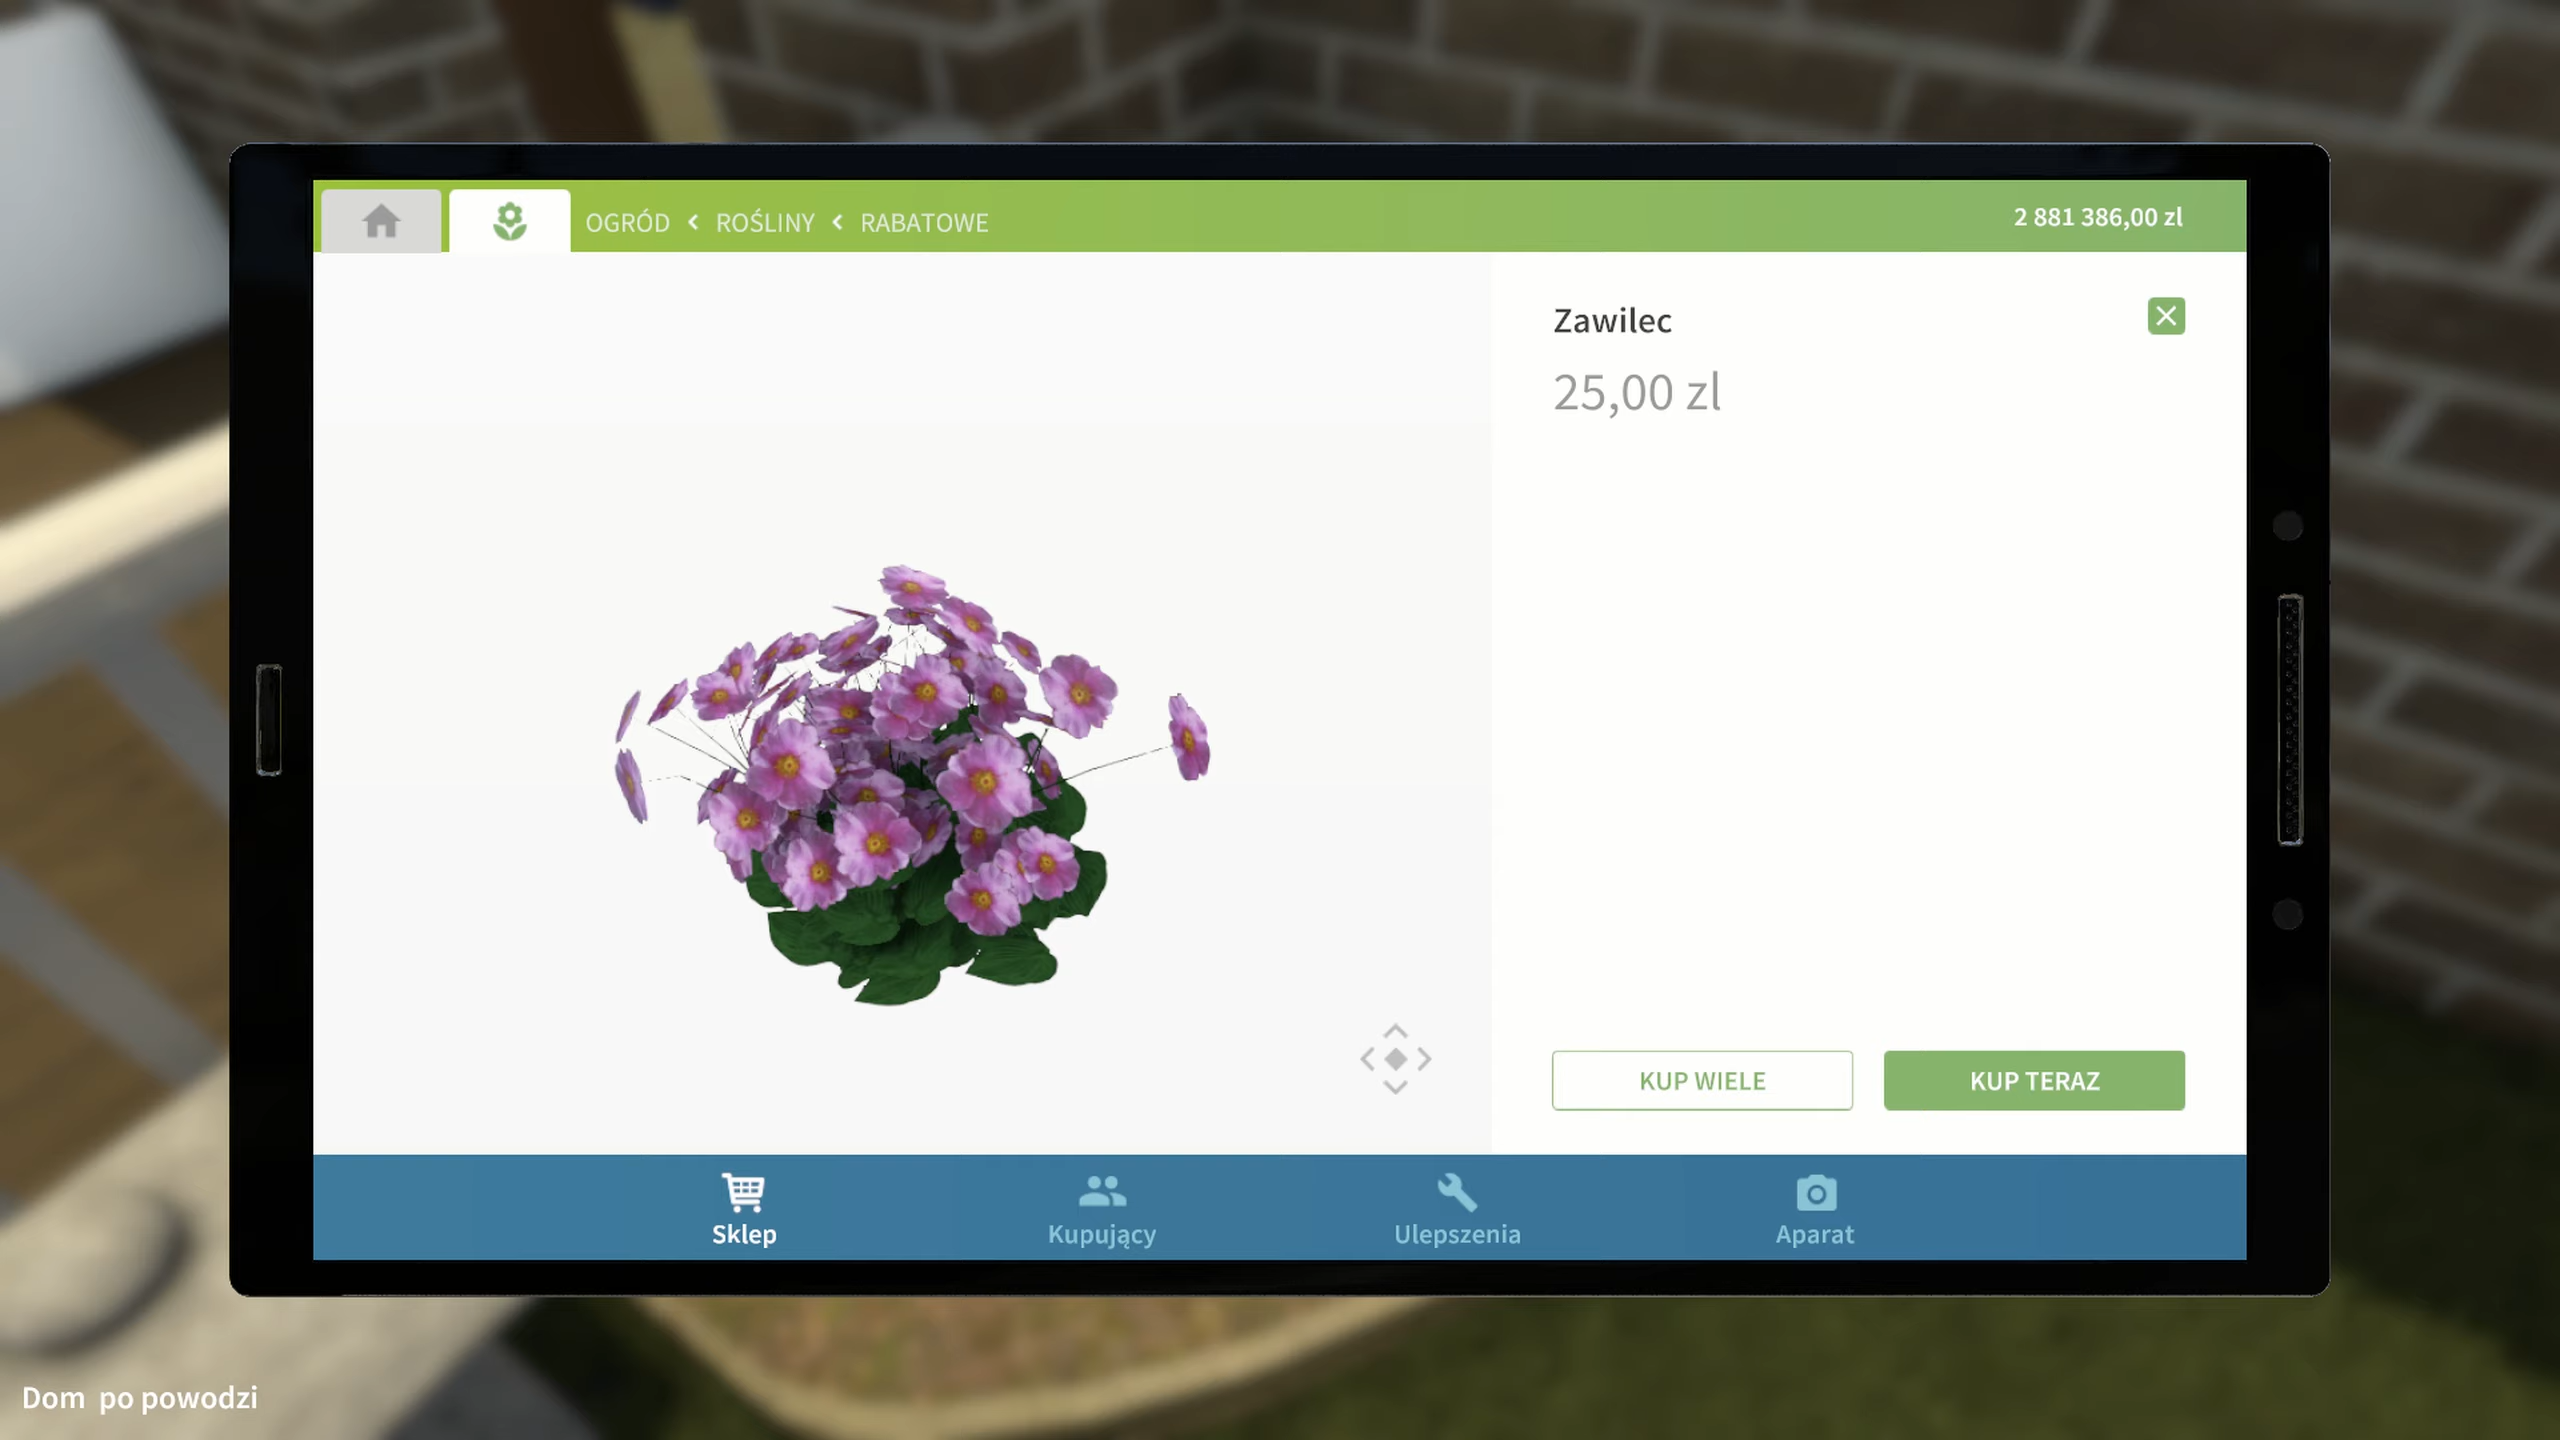 OGRÓD < ROŚLINY < RABATOWE
2 881 386,00 zl
Zawilec
25,00 zl
KUP WIELE
KUP TERAZ
Sklep
Kupujący
Ulepszenia
Aparat
Dom po powodzi